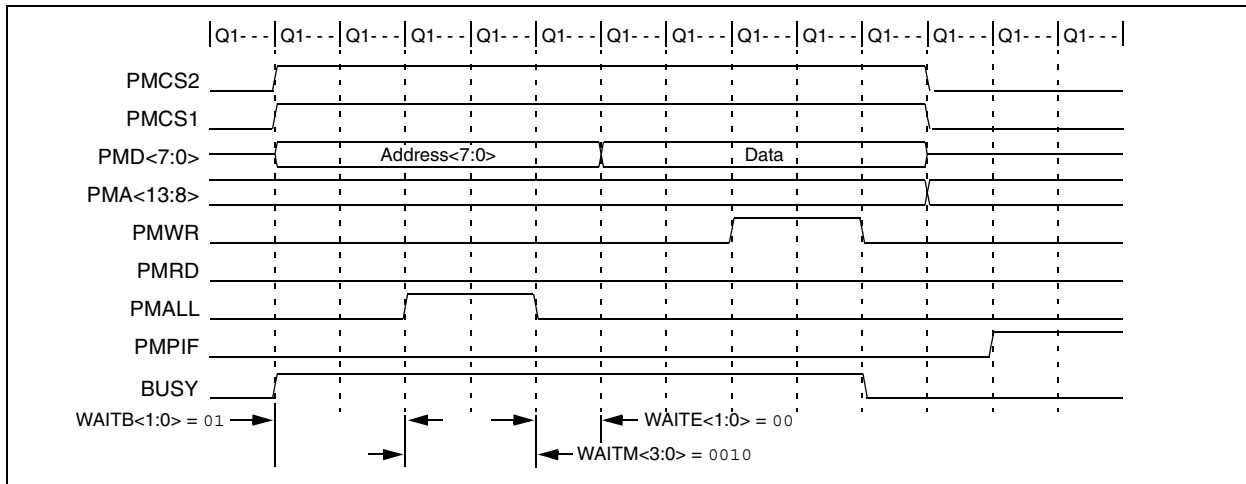 Q1- - - Q1- - - Q1- - - Q1- - - Q1- - - Q1- - - Q1- - - Q1- - - Q1- - - Q1- - - Q1- - - Q1- - - Q1- - - Q1- - -
PMCS2
PMCS1
PMD<7:0> Address<7:0> Data
PMA<13:8>
PMWR
PMRD
PMALL
PMPIF
BUSY
WAITB<1:0> = 01 WAITE<1:0> = 00
WAITM<3:0> = 0010